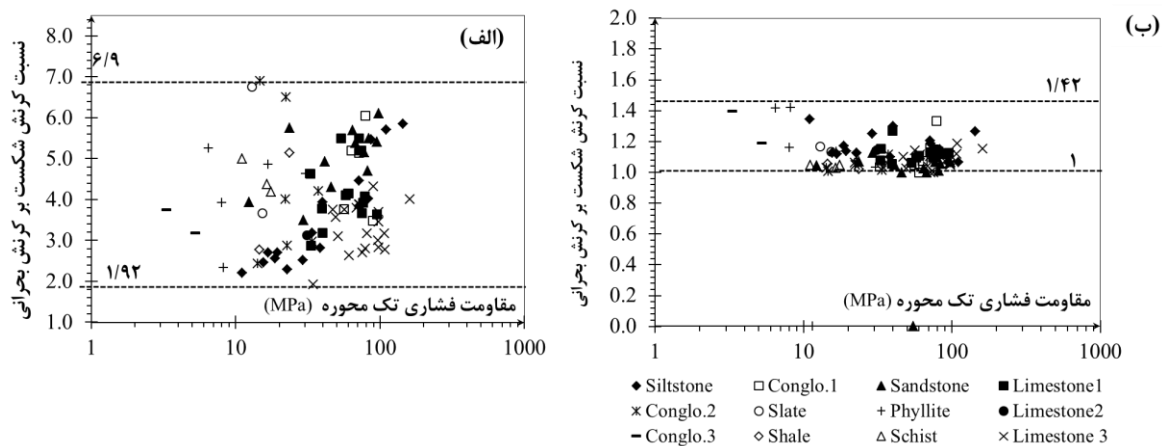 (الف)
نسبت کرنش شکست بر کرنش بحرانی
8.0
7.0
6.0
5.0
4.0
3.0
2.0
1.0
۶/۹
۱/۹۲
مقاومت فشاری تک محوره (MPa)
1 10 100 1000
(ب)
نسبت کرنش شکست بر کرنش بحرانی
2.0
1.8
1.6
1.4
1.2
1.0
0.8
0.6
0.4
0.2
0.0
۱/۴۲
۱
مقاومت فشاری تک محوره (MPa)
1 10 100 1000
Siltstone Conglo.1 Sandstone Limestone1
Conglo.2 Slate Phyllite Limestone2
Conglo.3 Shale Schist Limestone 3